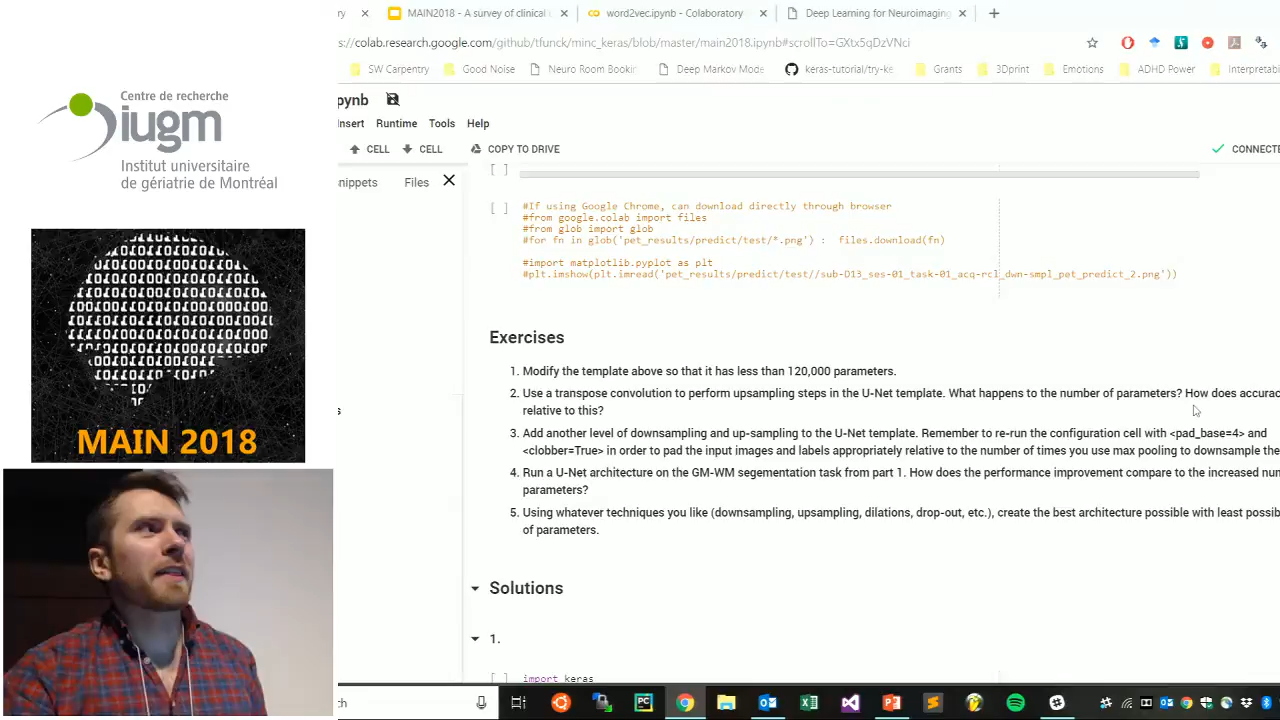 MAIN2018 - A survey of clinical
word2vec.ipynb - Colaboratory
Deep Learning for Neuroimaging
s://colab.research.google.com/github/tfunck/minc_keras/blob/master/main2018.ipynb#scrollTo=GXtx5qDzVNci
SW Carpentry
Good Noise
Neuro Room Bookin
Deep Markov Mode
keras-tutorial/try-ke
Grants
3Dprint
Emotions
ADHD Power
Interpretab
Centre de recherche
iugm
Institut universitaire
de gériatrie de Montréal
pynb
nsert Runtime Tools Help
CELL CELL COPY TO DRIVE CONNECTE
nippets Files
[ ]
[ ] #If using Google Chrome, can download directly through browser
#from google.colab import files
#from glob import glob
#for fn in glob('pet_results/predict/test/*.png') : files.download(fn)
#import matplotlib.pyplot as plt
#plt.imshow(plt.imread('pet_results/predict/test//sub-D13_ses-01_task-01_acq-rcl_dwn-smpl_pet_predict_2.png'))
MAIN 2018
Exercises
1. Modify the template above so that it has less than 120,000 parameters.
2. Use a transpose convolution to perform upsampling steps in the U-Net template. What happens to the number of parameters? How does accurac
relative to this?
3. Add another level of downsampling and up-sampling to the U-Net template. Remember to re-run the configuration cell with <pad_base=4> and
<clobber=True> in order to pad the input images and labels appropriately relative to the number of times you use max pooling to downsample the
4. Run a U-Net architecture on the GM-WM segementation task from part 1. How does the performance improvement compare to the increased num
parameters?
5. Using whatever techniques you like (downsampling, upsampling, dilations, drop-out, etc.), create the best architecture possible with least possib
of parameters.
Solutions
1.
[ ] import keras
rch